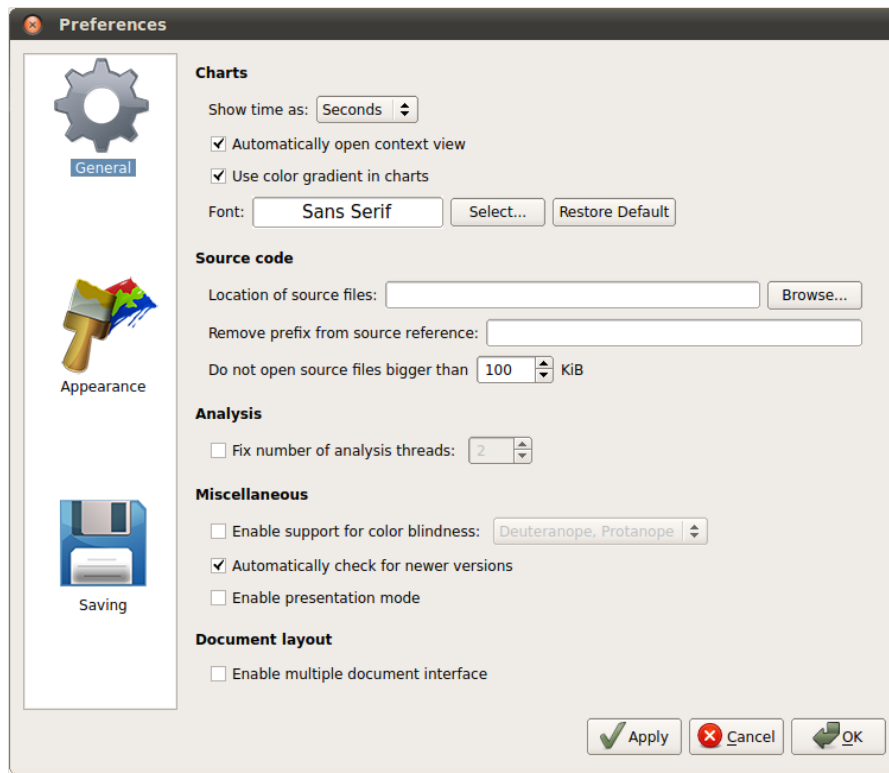 Preferences
General
Appearance
Saving
Charts
Show time as: Seconds
Automatically open context view
Use color gradient in charts
Font: Sans Serif Select... Restore Default
Source code
Location of source files: Browse...
Remove prefix from source reference:
Do not open source files bigger than 100 KiB
Analysis
Fix number of analysis threads: 2
Miscellaneous
Enable support for color blindness: Deuteranope, Protanope
Automatically check for newer versions
Enable presentation mode
Document layout
Enable multiple document interface
Apply Cancel OK